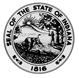 SEAL OF THE STATE OF INDIANA
1816